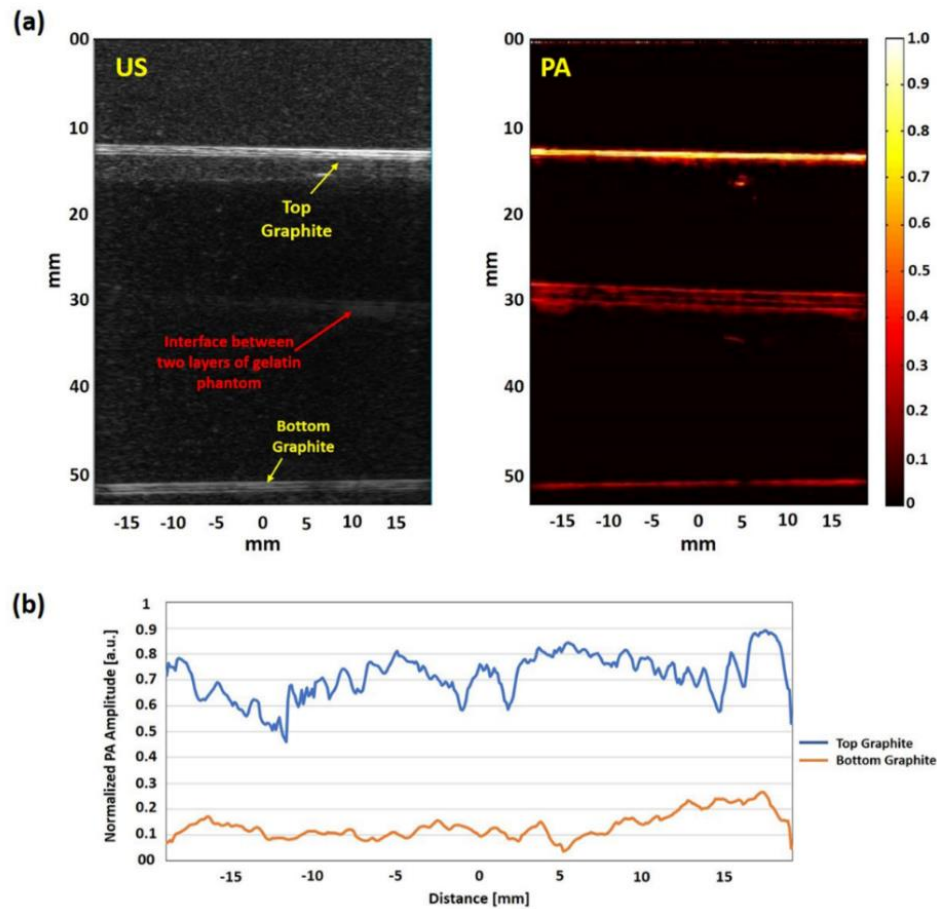 (a)
US
PA
00
10
20
30
40
50
mm
Top
Graphite
Interface between
two layers of gelatin
phantom
Bottom
Graphite
-15 -10 -5 0 5 10 15
mm
00
10
20
30
40
50
mm
-15 -10 -5 0 5 10 15
mm
1.0
0.9
0.8
0.7
0.6
0.5
0.4
0.3
0.2
0.1
0
(b)
Normalized PA Amplitude [a.u.]
1
0.9
0.8
0.7
0.6
0.5
0.4
0.3
0.2
0.1
00
-15 -10 -5 0 5 10 15
Distance [mm]
Top Graphite
Bottom Graphite